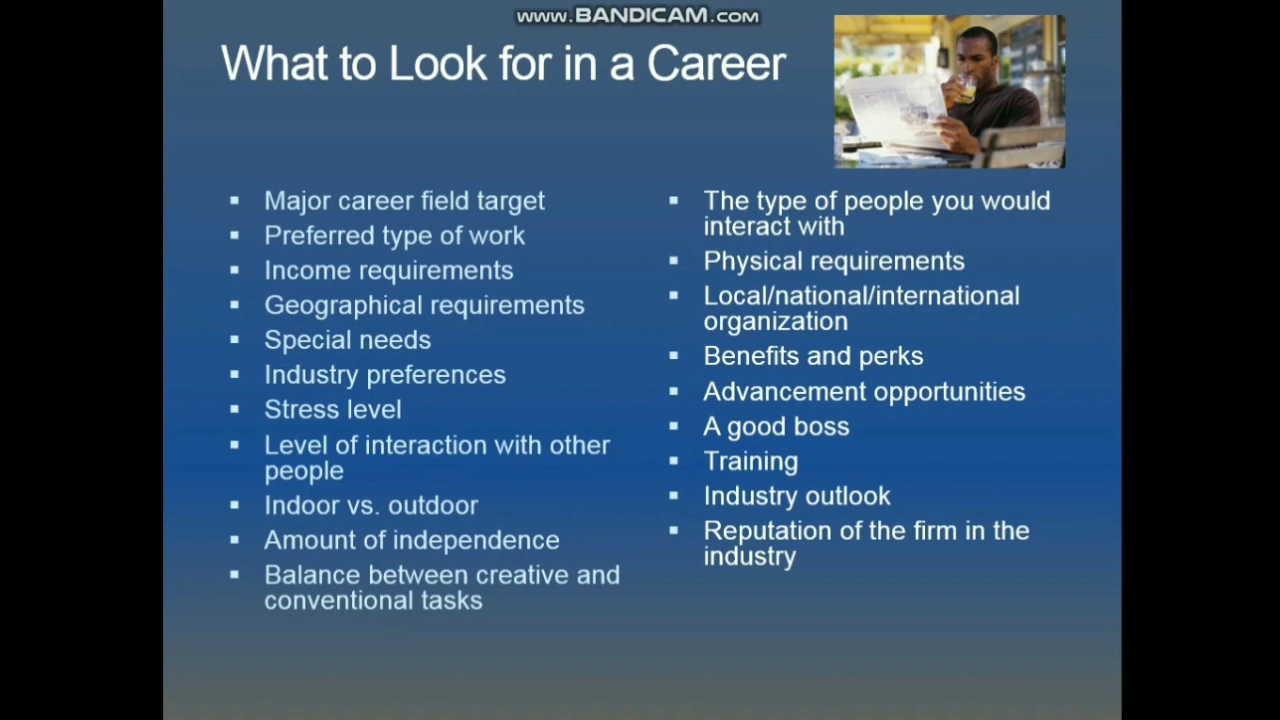 www.BANDICAM.com
What to Look for in a Career
▪ Major career field target
▪ Preferred type of work
▪ Income requirements
▪ Geographical requirements
▪ Special needs
▪ Industry preferences
▪ Stress level
▪ Level of interaction with other
people
▪ Indoor vs. outdoor
▪ Amount of independence
▪ Balance between creative and
conventional tasks
▪ The type of people you would
interact with
▪ Physical requirements
▪ Local/national/international
organization
▪ Benefits and perks
▪ Advancement opportunities
▪ A good boss
▪ Training
▪ Industry outlook
▪ Reputation of the firm in the
industry